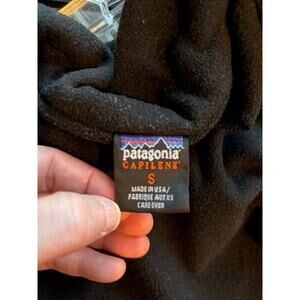 patagonia®
CAPILENE®
S
MADE IN USA/
FABRIQUE AUX US
CARE OVER